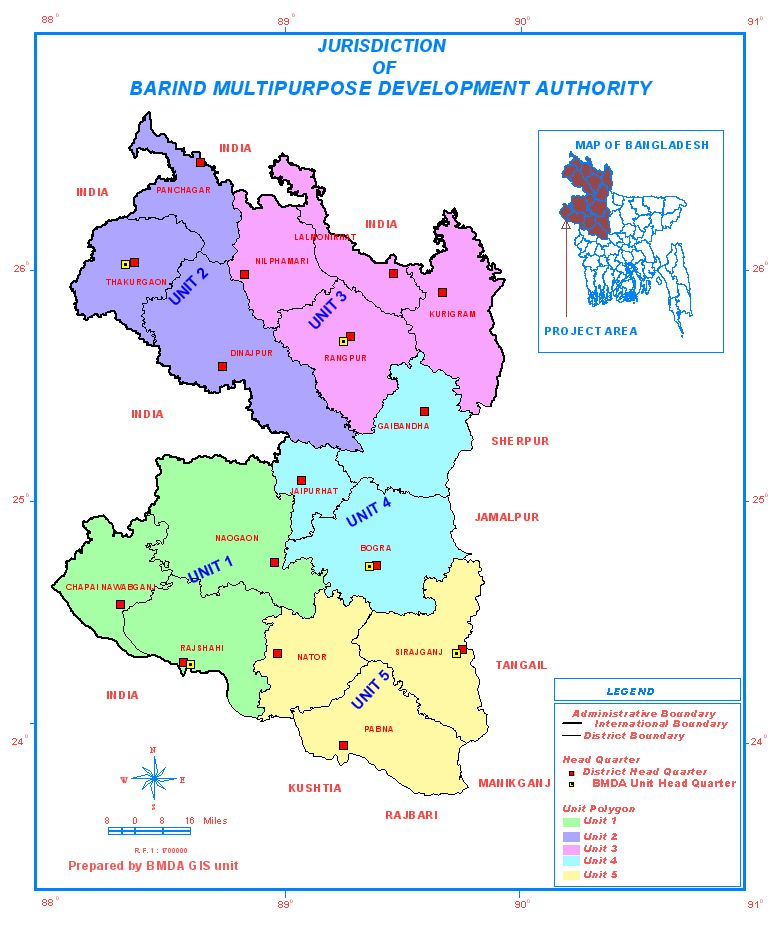 88°
89°
90°
91°
JURISDICTION
OF
BARIND MULTIPURPOSE DEVELOPMENT AUTHORITY
INDIA
MAP OF BANGLADESH
PANCHAGAR
INDIA
INDIA
LALMONIRHAT
NILPHAMARI
26°
26°
THAKURGAON
UNIT 2
UNIT 3
KURIGRAM
PROJECT AREA
DINAJPUR
RANGPUR
INDIA
GAIBANDHA
SHERPUR
JAIPURHAT
25°
25°
UNIT 4
JAMALPUR
NAOGAON
BOGRA
UNIT 1
CHAPAI NAWABGANJ
RAJSHAHI
NATOR
SIRAJGANJ
TANGAIL
INDIA
UNIT 5
LEGEND
PABNA
Administrative Boundary
International Boundary
District Boundary
24°
24°
N
W E
S
Head Quarter
District Head Quarter
BMDA Unit Head Quarter
KUSHTIA
MANIKGANJ
RAJBARI
8 0 8 16 Miles
Unit Polygon
Unit 1
Unit 2
Unit 3
Unit 4
Unit 5
R.F. 1 : 1700000
Prepared by BMDA GIS unit
88°
89°
90°
91°